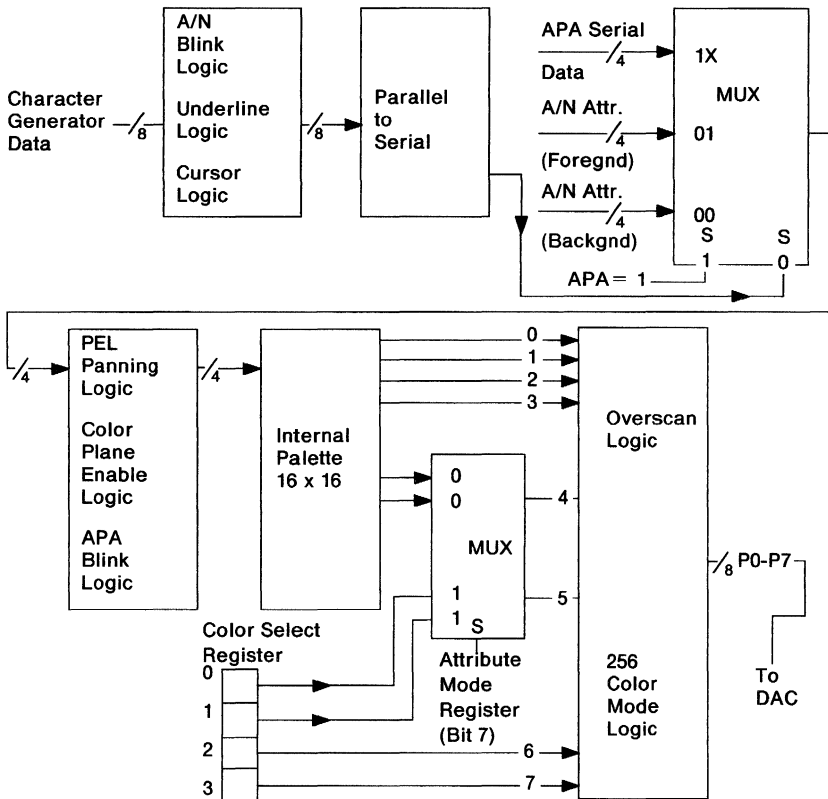 A/N
Blink
Logic
Underline
Logic
Cursor
Logic
Character
Generator
Data
8
8
Parallel
to
Serial
APA Serial
4
Data
A/N Attr.
4
(Foregnd)
A/N Attr.
4
(Backgnd)
1X
MUX
01
00
S
S
1
0
APA = 1
4
PEL
Panning
Logic
Color
Plane
Enable
Logic
APA
Blink
Logic
4
Internal
Palette
16 x 16
0
1
2
3
0
0
MUX
1
1
S
4
5
Overscan
Logic
256
Color
Mode
Logic
8
P0-P7
To
DAC
Color Select
Register
0
1
2
3
Attribute
Mode
Register
(Bit 7)
6
7